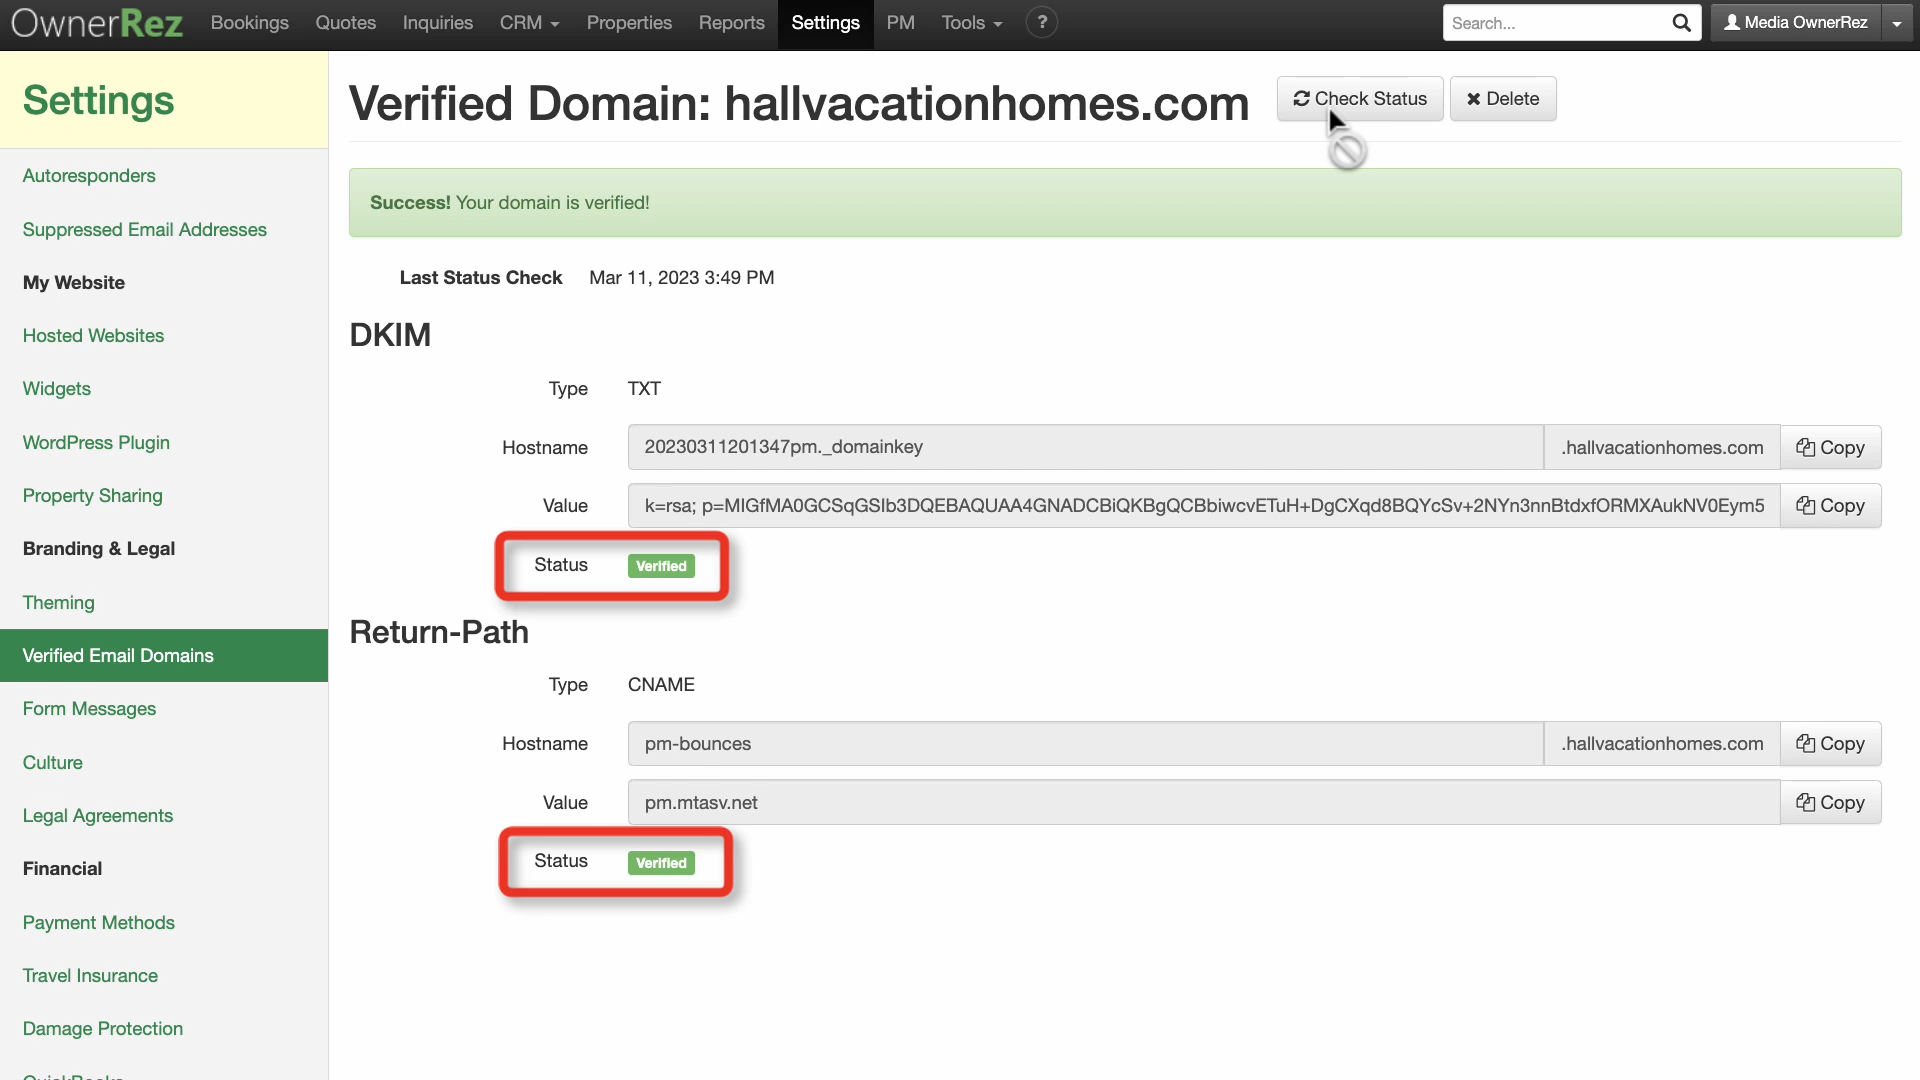 OwnerRez Bookings Quotes Inquiries CRM Properties Reports Settings PM Tools ? Search... Media OwnerRez
Settings
Autoresponders
Suppressed Email Addresses
My Website
Hosted Websites
Widgets
WordPress Plugin
Property Sharing
Branding & Legal
Theming
Verified Email Domains
Form Messages
Culture
Legal Agreements
Financial
Payment Methods
Travel Insurance
Damage Protection
QuickBooks
Verified Domain: hallvacationhomes.com Check Status Delete
Success! Your domain is verified!
Last Status Check Mar 11, 2023 3:49 PM
DKIM
Type TXT
Hostname 20230311201347pm._domainkey .hallvacationhomes.com Copy
Value k=rsa; p=MIGfMA0GCSqGSIb3DQEBAQUAA4GNADCBiQKBgQCBbiwcvETuH+DgCXqd8BQYcSv+2NYn3nnBtdxfORMXAukNV0Eym5 Copy
Status Verified
Return-Path
Type CNAME
Hostname pm-bounces .hallvacationhomes.com Copy
Value pm.mtasv.net Copy
Status Verified